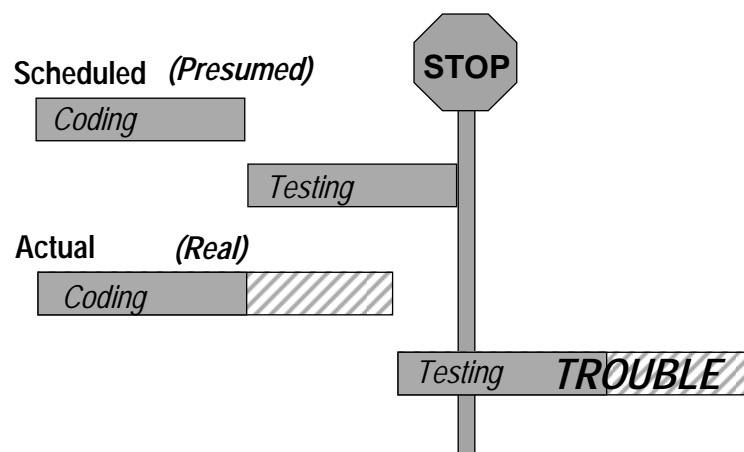 STOP
Scheduled (Presumed)
Coding
Testing
Actual (Real)
Coding
Testing TROUBLE